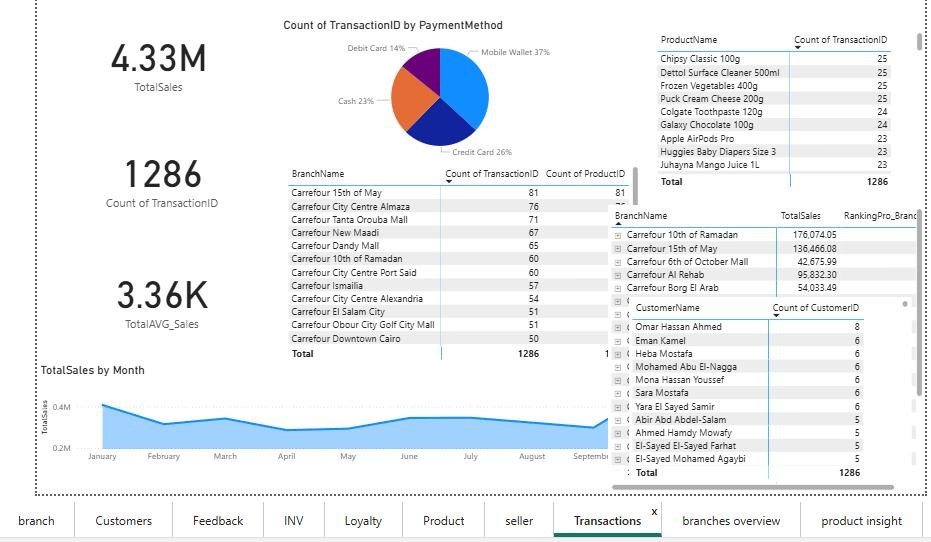 4.33M
TotalSales
1286
Count of TransactionID
3.36K
TotalAVG_Sales
Count of TransactionID by PaymentMethod
Debit Card 14%
Mobile Wallet 37%
Cash 23%
Credit Card 26%
BranchName Count of TransactionID Count of ProductID
Carrefour 15th of May 81 81
Carrefour City Centre Almaza 76
Carrefour Tanta Orouba Mall 71
Carrefour New Maadi 67
Carrefour Dandy Mall 65
Carrefour 10th of Ramadan 60
Carrefour City Centre Port Said 60
Carrefour Ismailia 57
Carrefour City Centre Alexandria 54
Carrefour El Salam City 51
Carrefour Obour City Golf City Mall 51
Carrefour Downtown Cairo 50
Total 1286 1
ProductName Count of TransactionID
Chipsy Classic 100g 25
Dettol Surface Cleaner 500ml 25
Frozen Vegetables 400g 25
Puck Cream Cheese 200g 25
Colgate Toothpaste 120g 24
Galaxy Chocolate 100g 24
Apple AirPods Pro 23
Huggies Baby Diapers Size 3 23
Juhayna Mango Juice 1L 23
Total 1286
BranchName TotalSales RankingPro_Branc
Carrefour 10th of Ramadan 176,074.05
Carrefour 15th of May 136,466.08
Carrefour 6th of October Mall 42,675.99
Carrefour Al Rehab 95,832.30
Carrefour Borg El Arab 54,033.49
CustomerName Count of CustomerID
Omar Hassan Ahmed 8
Eman Kamel 6
Heba Mostafa 6
Mohamed Abu El-Nagga 6
Mona Hassan Youssef 6
Sara Mostafa 6
Yara El Sayed Samir 6
Abir Abd Abdel-Salam 5
Ahmed Hamdy Mowafy 5
El-Sayed El-Sayed Farhat 5
El-Sayed Mohamed Agaybi 5
Total 1286
TotalSales by Month
TotalSales
0.4M
0.2M
January February March April May June July August Septembe
branch Customers Feedback INV Loyalty Product seller Transactions x branches overview product insight